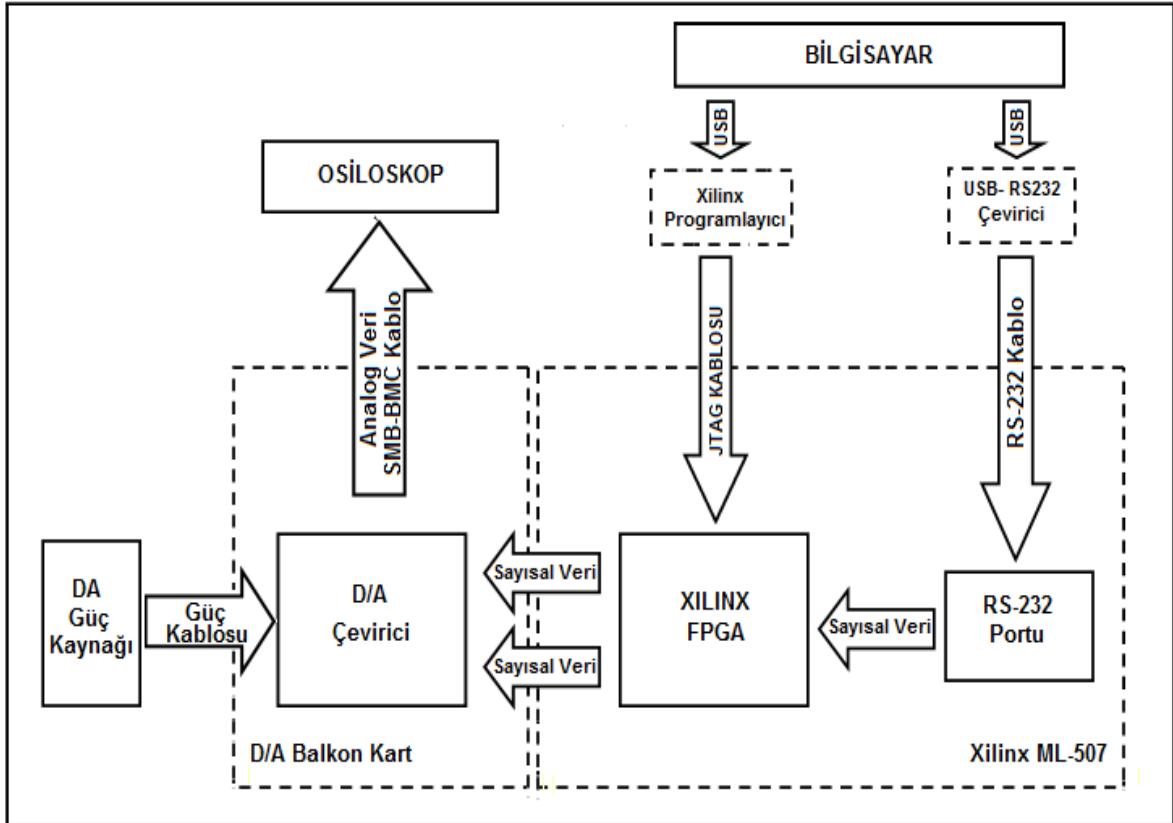 BİLGİSAYAR
USB
USB
OSİLOSKOP
Xilinx
Programlayıcı
USB- RS232
Çevirici
Analog Veri
SMB-BMC Kablo
JTAG KABLOSU
RS-232 Kablo
DA
Güç
Kaynağı
Güç
Kablosu
D/A
Çevirici
Sayısal Veri
Sayısal Veri
XILINX
FPGA
Sayısal Veri
RS-232
Portu
D/A Balkon Kart
Xilinx ML-507